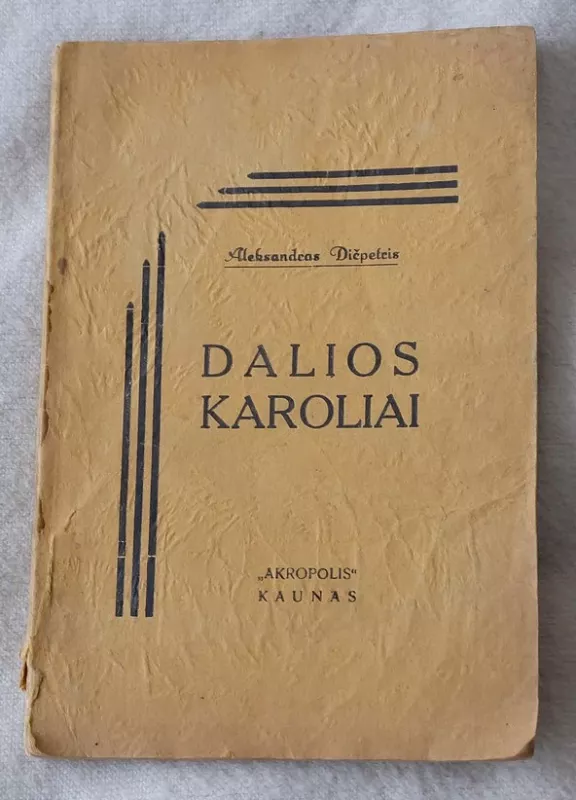 Aleksandras Dičpetris
DALIOS
KAROLIAI
„AKROPOLIS“
KAUNAS